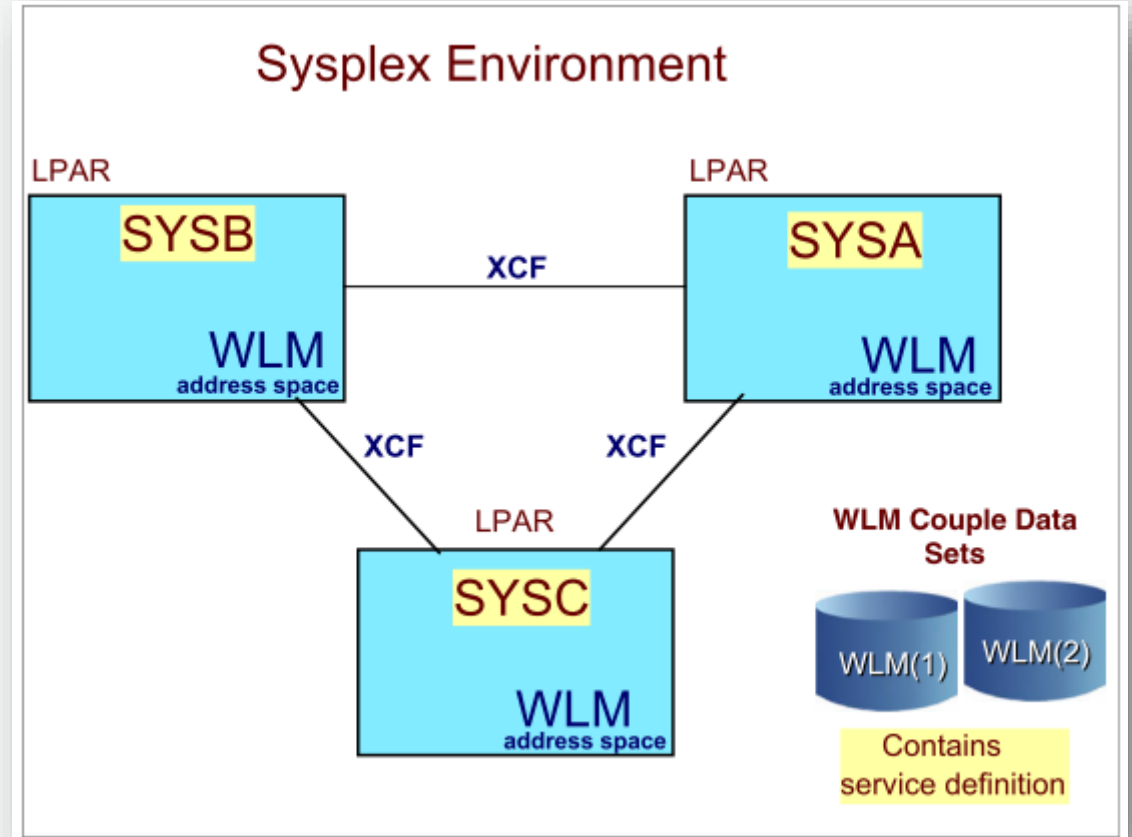 Sysplex Environment
LPAR
SYSB
WLM
address space
XCF
LPAR
SYSA
WLM
address space
XCF
XCF
LPAR
SYSC
WLM
address space
WLM Couple Data
Sets
WLM(1)
WLM(2)
Contains
service definition